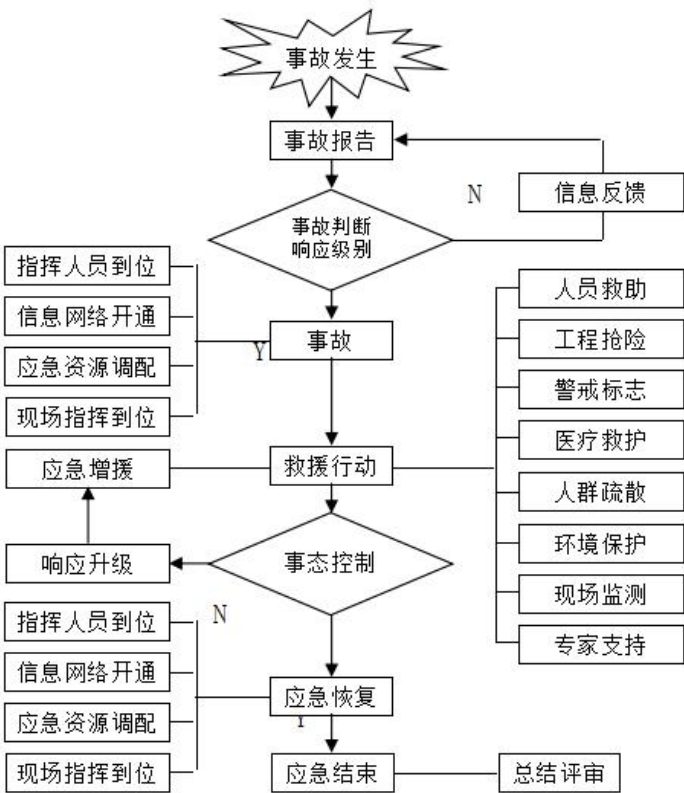 事故发生
事故报告
N
信息反馈
事故判断
响应级别
指挥人员到位
信息网络开通
应急资源调配
现场指挥到位
Y
事故
人员救助
工程抢险
警戒标志
医疗救护
人群疏散
环境保护
现场监测
专家支持
应急增援
救援行动
响应升级
事态控制
N
指挥人员到位
信息网络开通
应急资源调配
现场指挥到位
应急恢复
应急结束
总结评审